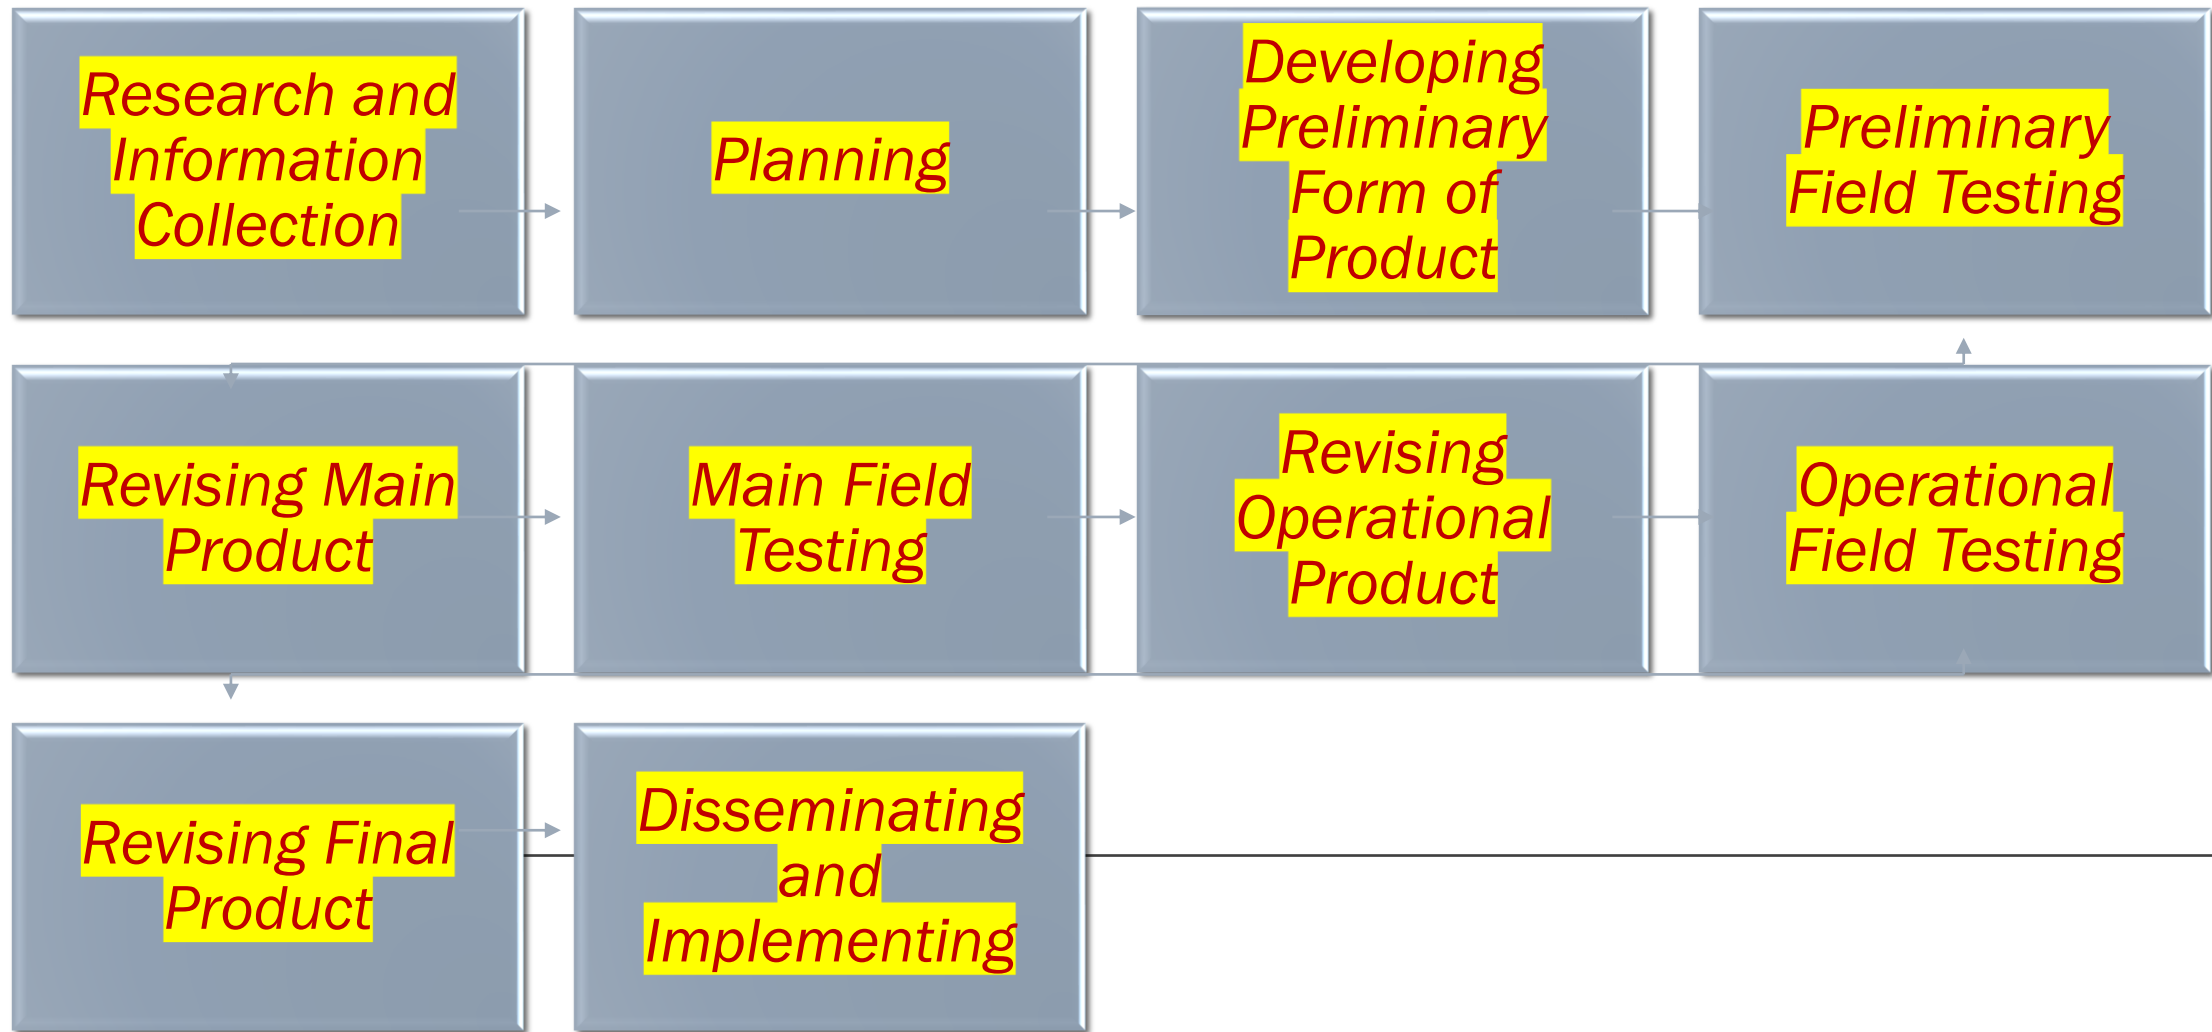 Research and
Information
Collection
Planning
Developing
Preliminary
Form of
Product
Preliminary
Field Testing
Revising Main
Product
Main Field
Testing
Revising
Operational
Product
Operational
Field Testing
Revising Final
Product
Disseminating
and
Implementing